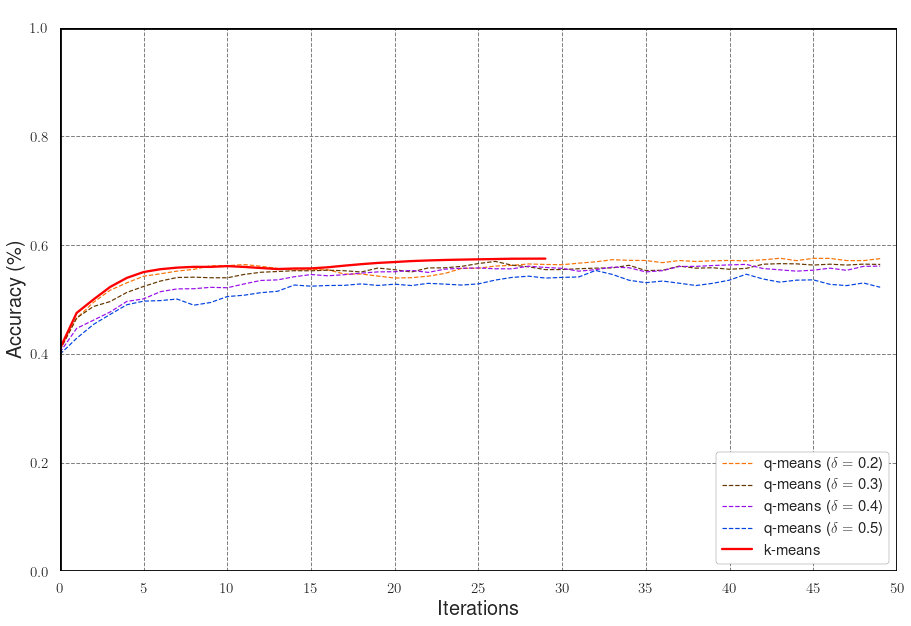 1.0
0.8
0.6
0.4
0.2
0.0
Accuracy (%)
0 5 10 15 20 25 30 35 40 45 50
Iterations
q-means (δ = 0.2)
q-means (δ = 0.3)
q-means (δ = 0.4)
q-means (δ = 0.5)
k-means